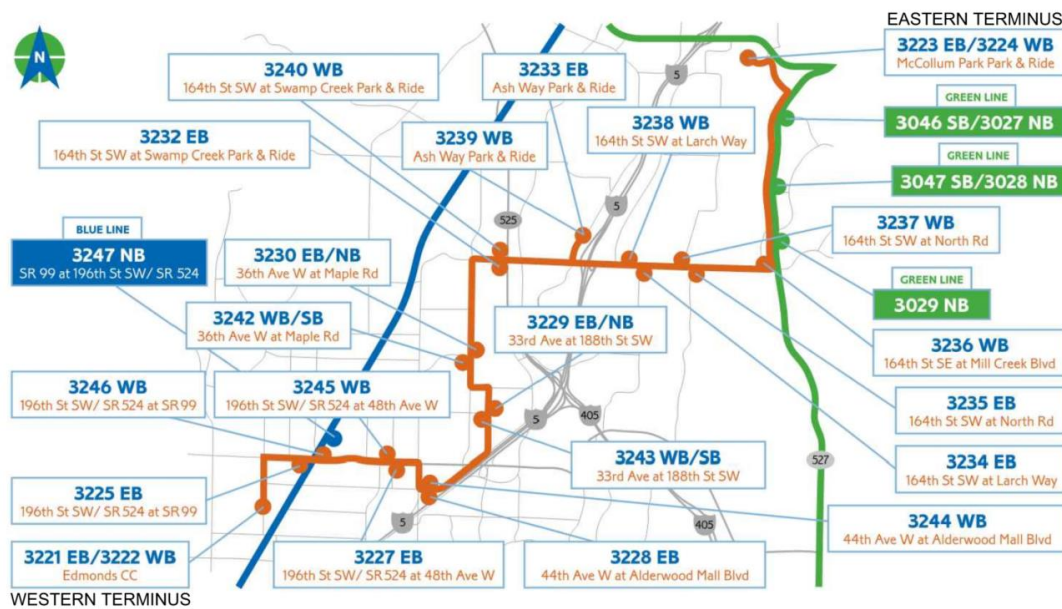 EASTERN TERMINUS
N
3223 EB/3224 WB
McCollum Park Park & Ride
3240 WB
164th St SW at Swamp Creek Park & Ride
3233 EB
Ash Way Park & Ride
5
GREEN LINE
3046 SB/3027 NB
3239 WB
Ash Way Park & Ride
3238 WB
164th St SW at Larch Way
3232 EB
164th St SW at Swamp Creek Park & Ride
GREEN LINE
3047 SB/3028 NB
5
525
3237 WB
164th St SW at North Rd
BLUE LINE
3247 NB
SR 99 at 196th St SW/ SR 524
3230 EB/NB
36th Ave W at Maple Rd
GREEN LINE
3029 NB
3242 WB/SB
36th Ave W at Maple Rd
3229 EB/NB
33rd Ave at 188th St SW
3236 WB
164th St SE at Mill Creek Blvd
3246 WB
196th St SW/ SR 524 at SR 99
3245 WB
196th St SW/ SR 524 at 48th Ave W
5
405
3235 EB
164th St SW at North Rd
3243 WB/SB
33rd Ave at 188th St SW
527
3234 EB
164th St SW at Larch Way
3225 EB
196th St SW/ SR 524 at SR 99
5
405
3244 WB
44th Ave W at Alderwood Mall Blvd
3221 EB/3222 WB
Edmonds CC
3227 EB
196th St SW/ SR 524 at 48th Ave W
3228 EB
44th Ave W at Alderwood Mall Blvd
WESTERN TERMINUS